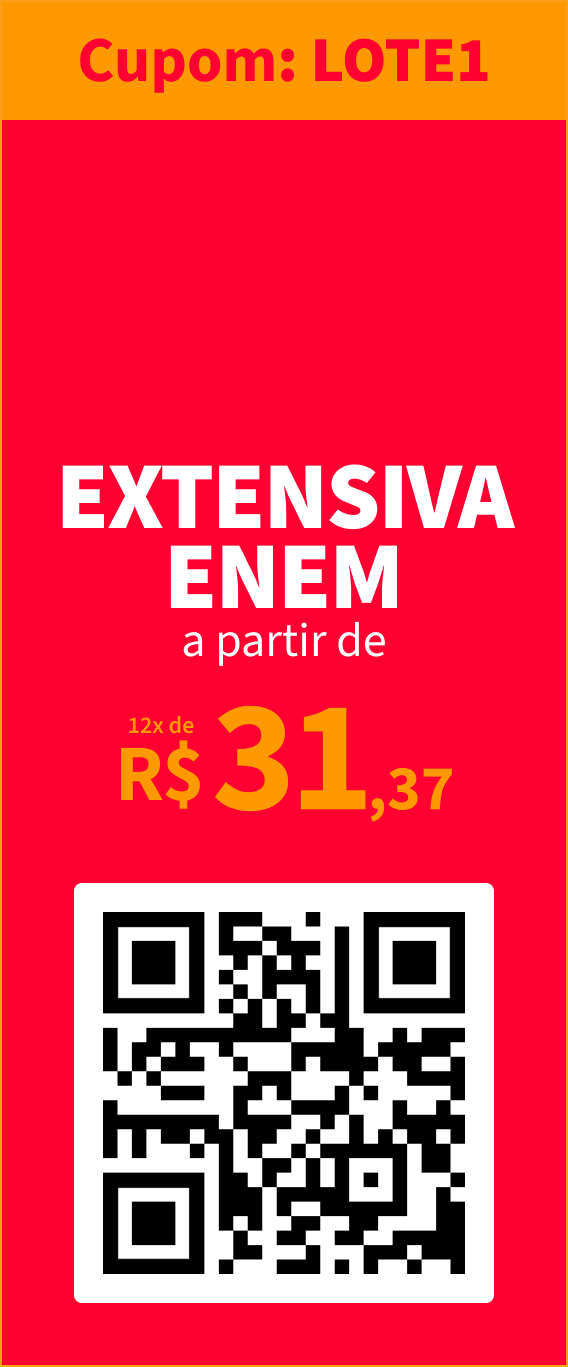 Cupom: LOTE1
EXTENSIVA
ENEM
a partir de
12x de
R$ 31,37